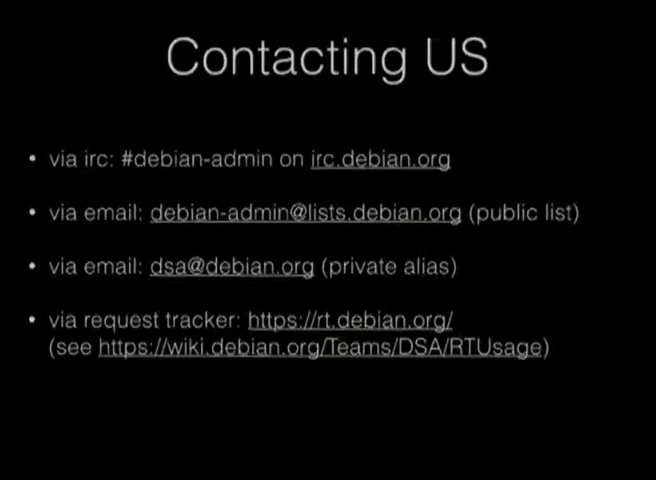 Contacting US
• via irc: #debian-admin on irc.debian.org
• via email: debian-admin@lists.debian.org (public list)
• via email: dsa@debian.org (private alias)
• via request tracker: https://rt.debian.org/
(see https://wiki.debian.org/Teams/DSA/RTUsage)